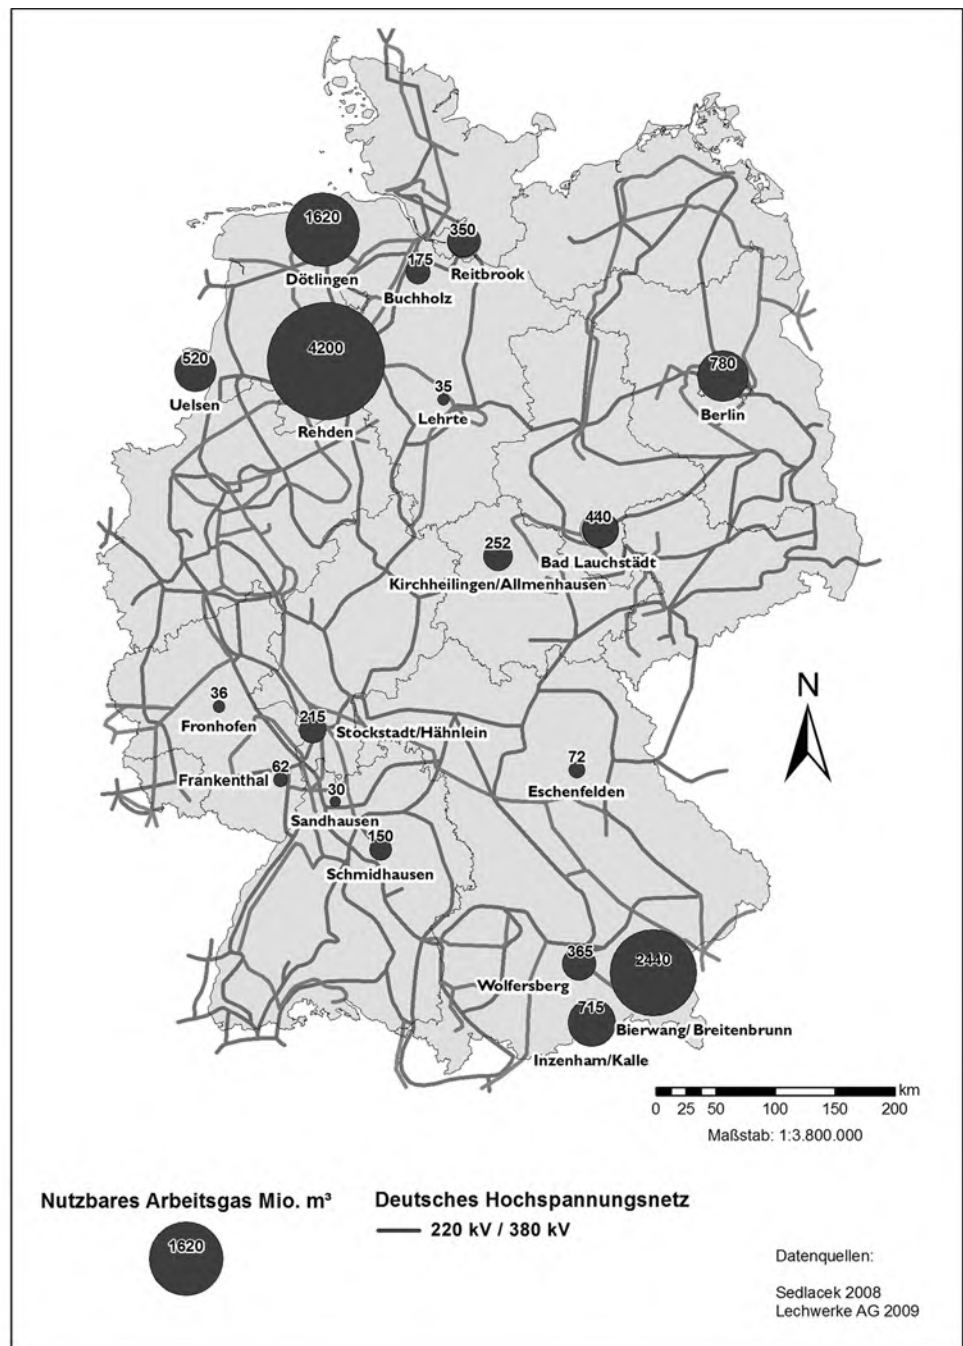 1620
Dötlingen
350
Reitbrook
175
Buchholz
4200
Rehden
520
Uelsen
35
Lehrte
780
Berlin
440
Bad Lauchstädt
252
Kirchheilingen/Allmenhausen
36
Fronhofen
215
Stockstadt/Hähnlein
N
62
Frankenthal
30
Sandhausen
72
Eschenfelden
150
Schmidhausen
365
Wolfersberg
2440
Bierwang/ Breitenbrunn
715
Inzenham/Kalle
km
0 25 50 100 150 200
Maßstab: 1:3.800.000
Nutzbares Arbeitsgas Mio. m³
1620
Deutsches Hochspannungsnetz
220 kV / 380 kV
Datenquellen:
Sedlacek 2008
Lechwerke AG 2009